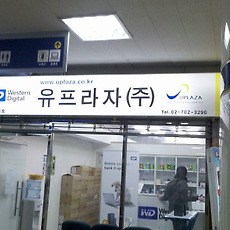 www.uplaza.co.kr
Western
Digital
유프라자(주)
UPLAZA
Tel. 02-702-3290
WD